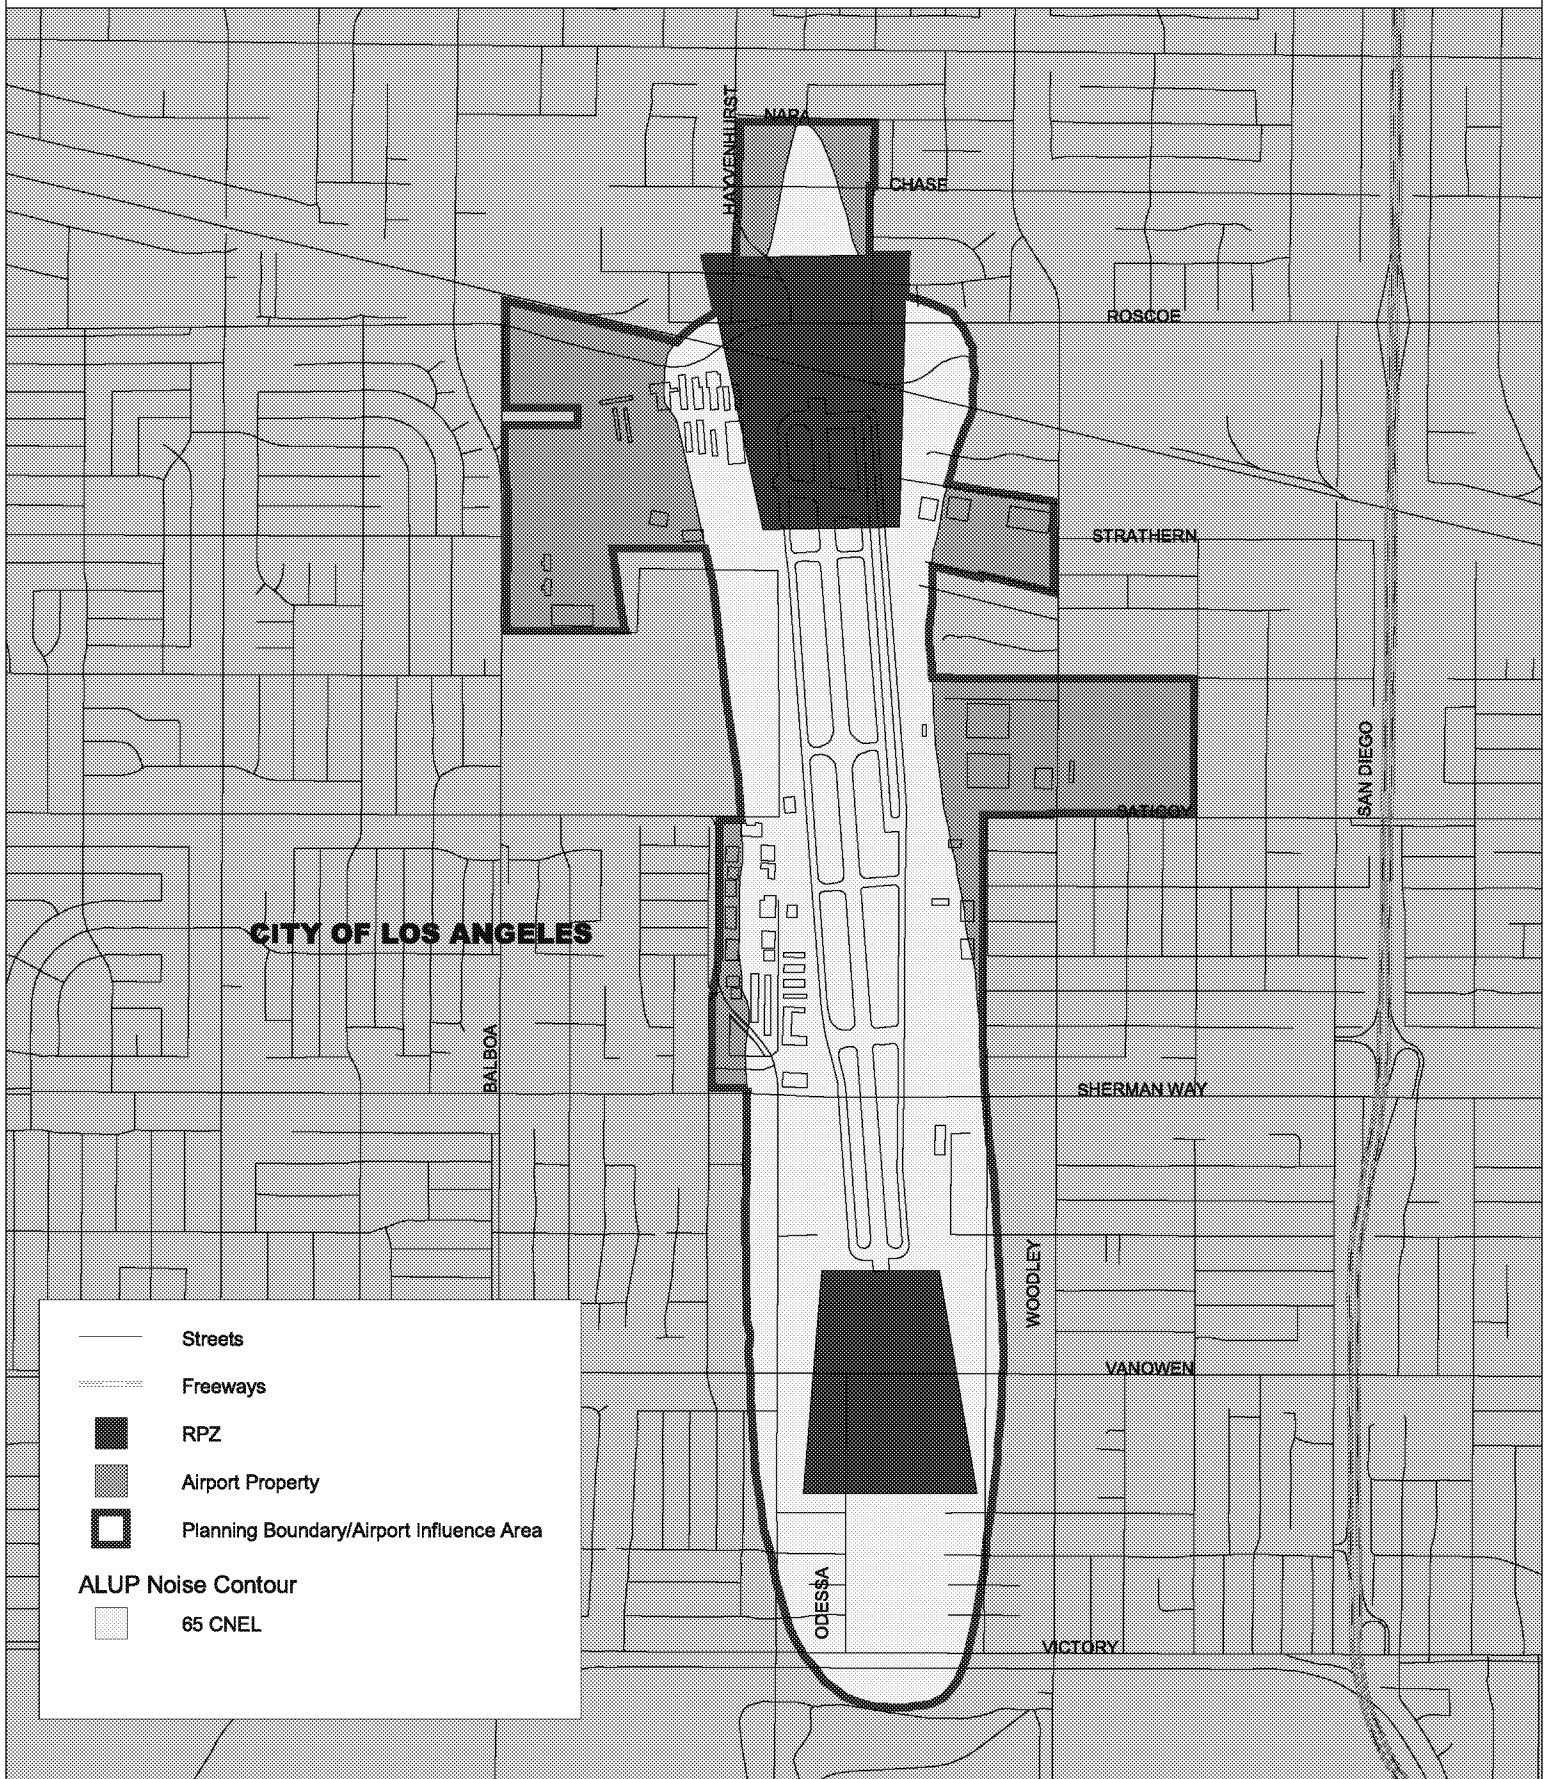 NAPA
HAYVENHURST
CHASE
ROSCOE
STRATHERN
SAN DIEGO
SATICOY
CITY OF LOS ANGELES
BALBOA
SHERMAN WAY
WOODLEY
VANOWEN
ODESSA
VICTORY
Streets
Freeways
RPZ
Airport Property
Planning Boundary/Airport Influence Area
ALUP Noise Contour
65 CNEL